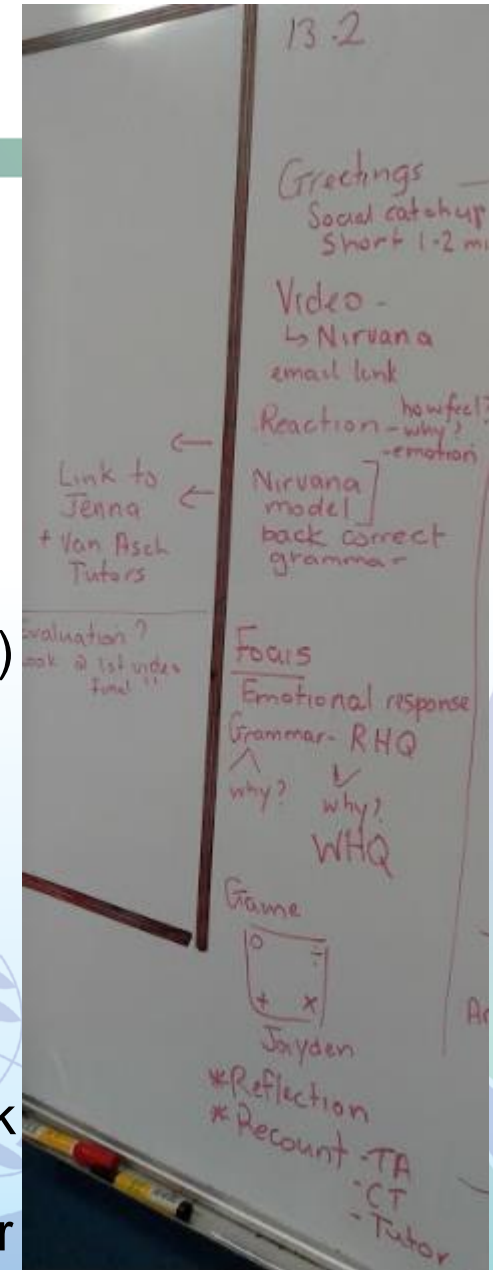 13.2
Greetings
Social catchup
Short 1-2 mi
Video -
↳ Nirvana
email link
Reaction - how feel?
- why?
- emotion
Nirvana
model
back correct
grammar
← Link to
← Jenna
+ Van Asch
Tutors
Evaluation?
Look @ 1st video
final "
Focus
Emotional response
Grammar - RHQ
why? why?
WHQ
Game
o ÷
+ x
Jayden
*Reflection
*Recount - TA
- CT
- Tutor
)
k
r